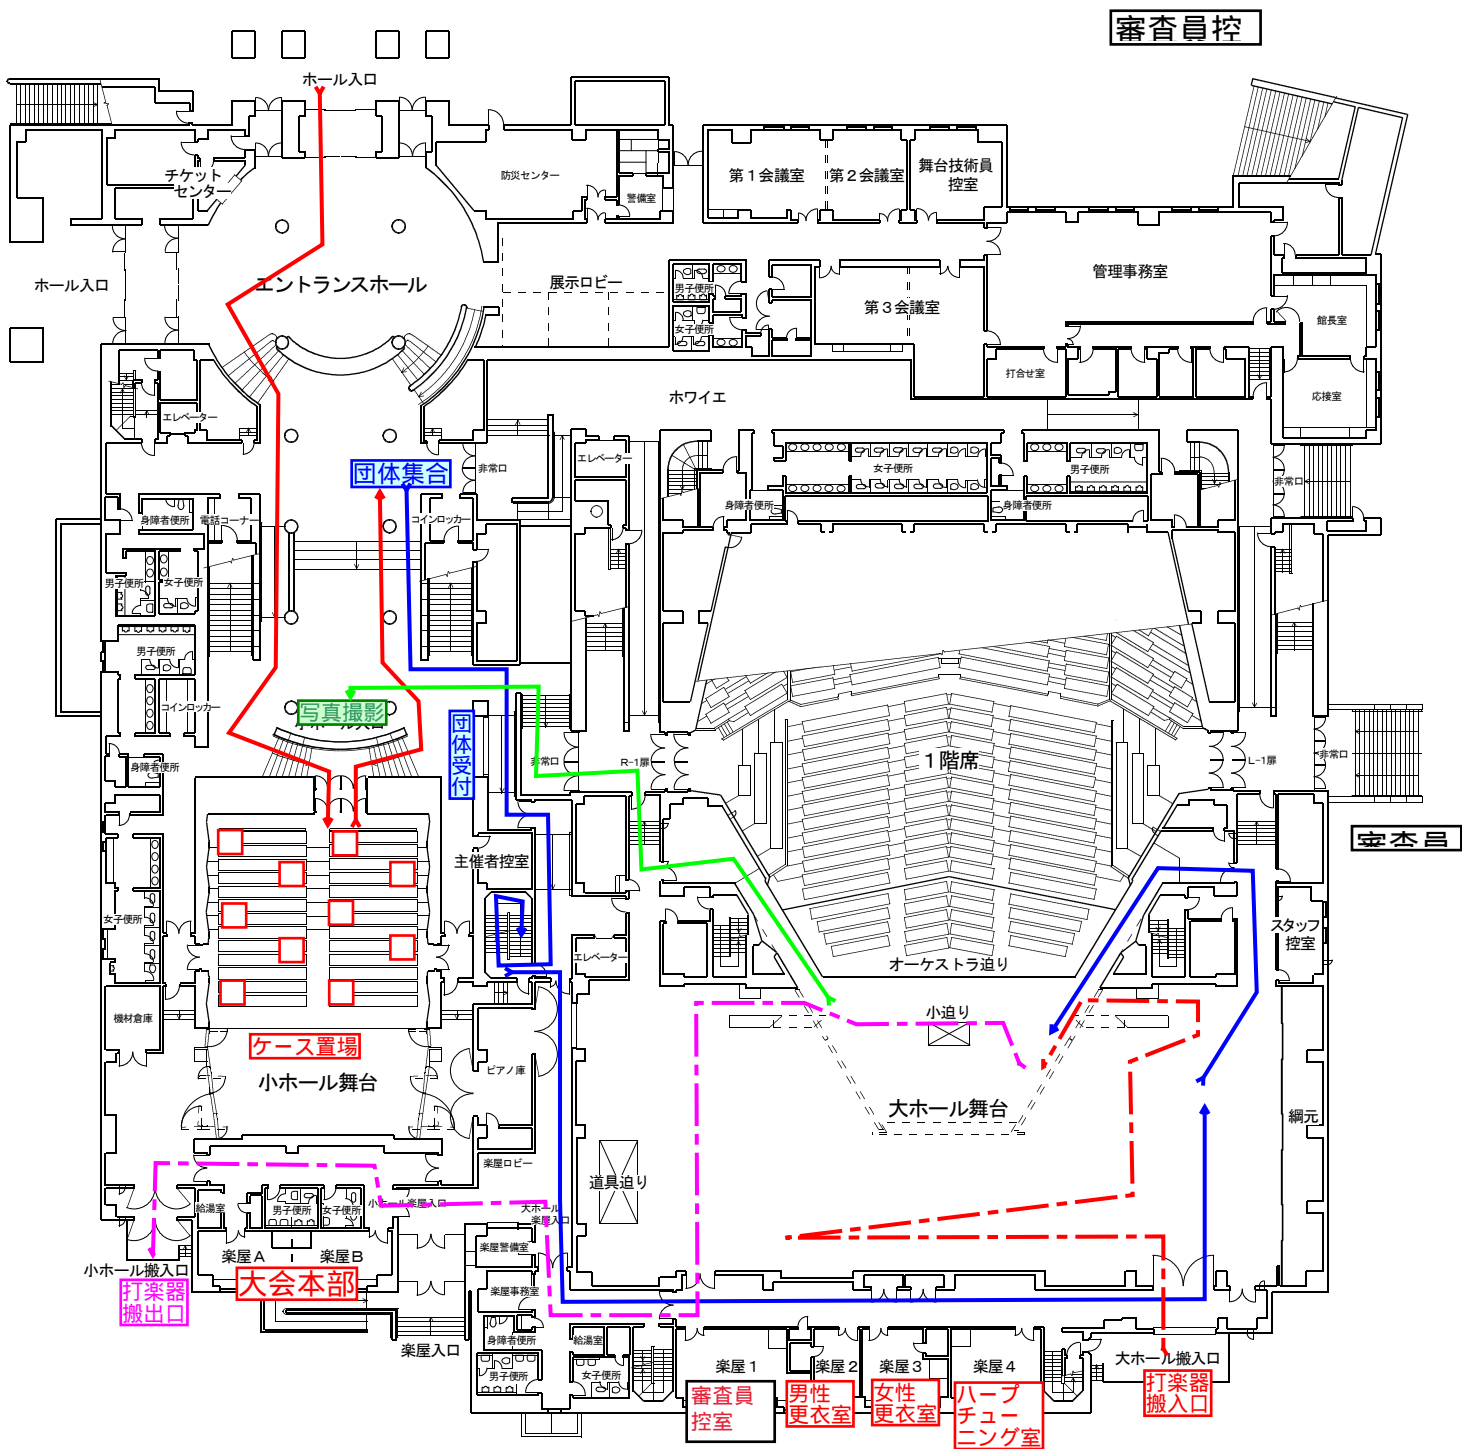 審査員控
ホール入口
チケット
センター
防災センター
警備室
第１会議室
第２会議室
舞台技術員
控室
ホール入口
エントランスホール
展示ロビー
男子便所
女子便所
第３会議室
管理事務室
館長室
打合せ室
応接室
ホワイエ
エレベーター
団体集合
非常口
エレベーター
女子便所
男子便所
身障者便所
身障者便所
非常口
身障者便所
電話コーナー
コインロッカー
男子便所
女子便所
男子便所
コインロッカー
写真撮影
団体受付
身障者便所
非常口
R-1扉
１階席
L-1扉
非常口
審査員
主催者控室
女子便所
エレベーター
オーケストラ迫り
スタッフ
控室
機材倉庫
小迫り
ケース置場
小ホール舞台
ピアノ庫
大ホール舞台
綱元
楽屋ロビー
道具迫り
小ホール楽屋入口
大ホール
楽屋入口
給湯室
男子便所
女子便所
楽屋警備室
楽屋Ａ
楽屋Ｂ
小ホール搬入口
大会本部
打楽器
搬出口
楽屋事務室
身障者便所
給湯室
楽屋入口
男子便所
女子便所
楽屋１
楽屋２
楽屋３
楽屋４
大ホール搬入口
審査員
控室
男性
更衣室
女性
更衣室
ハープ
チュー
ニング室
打楽器
搬入口